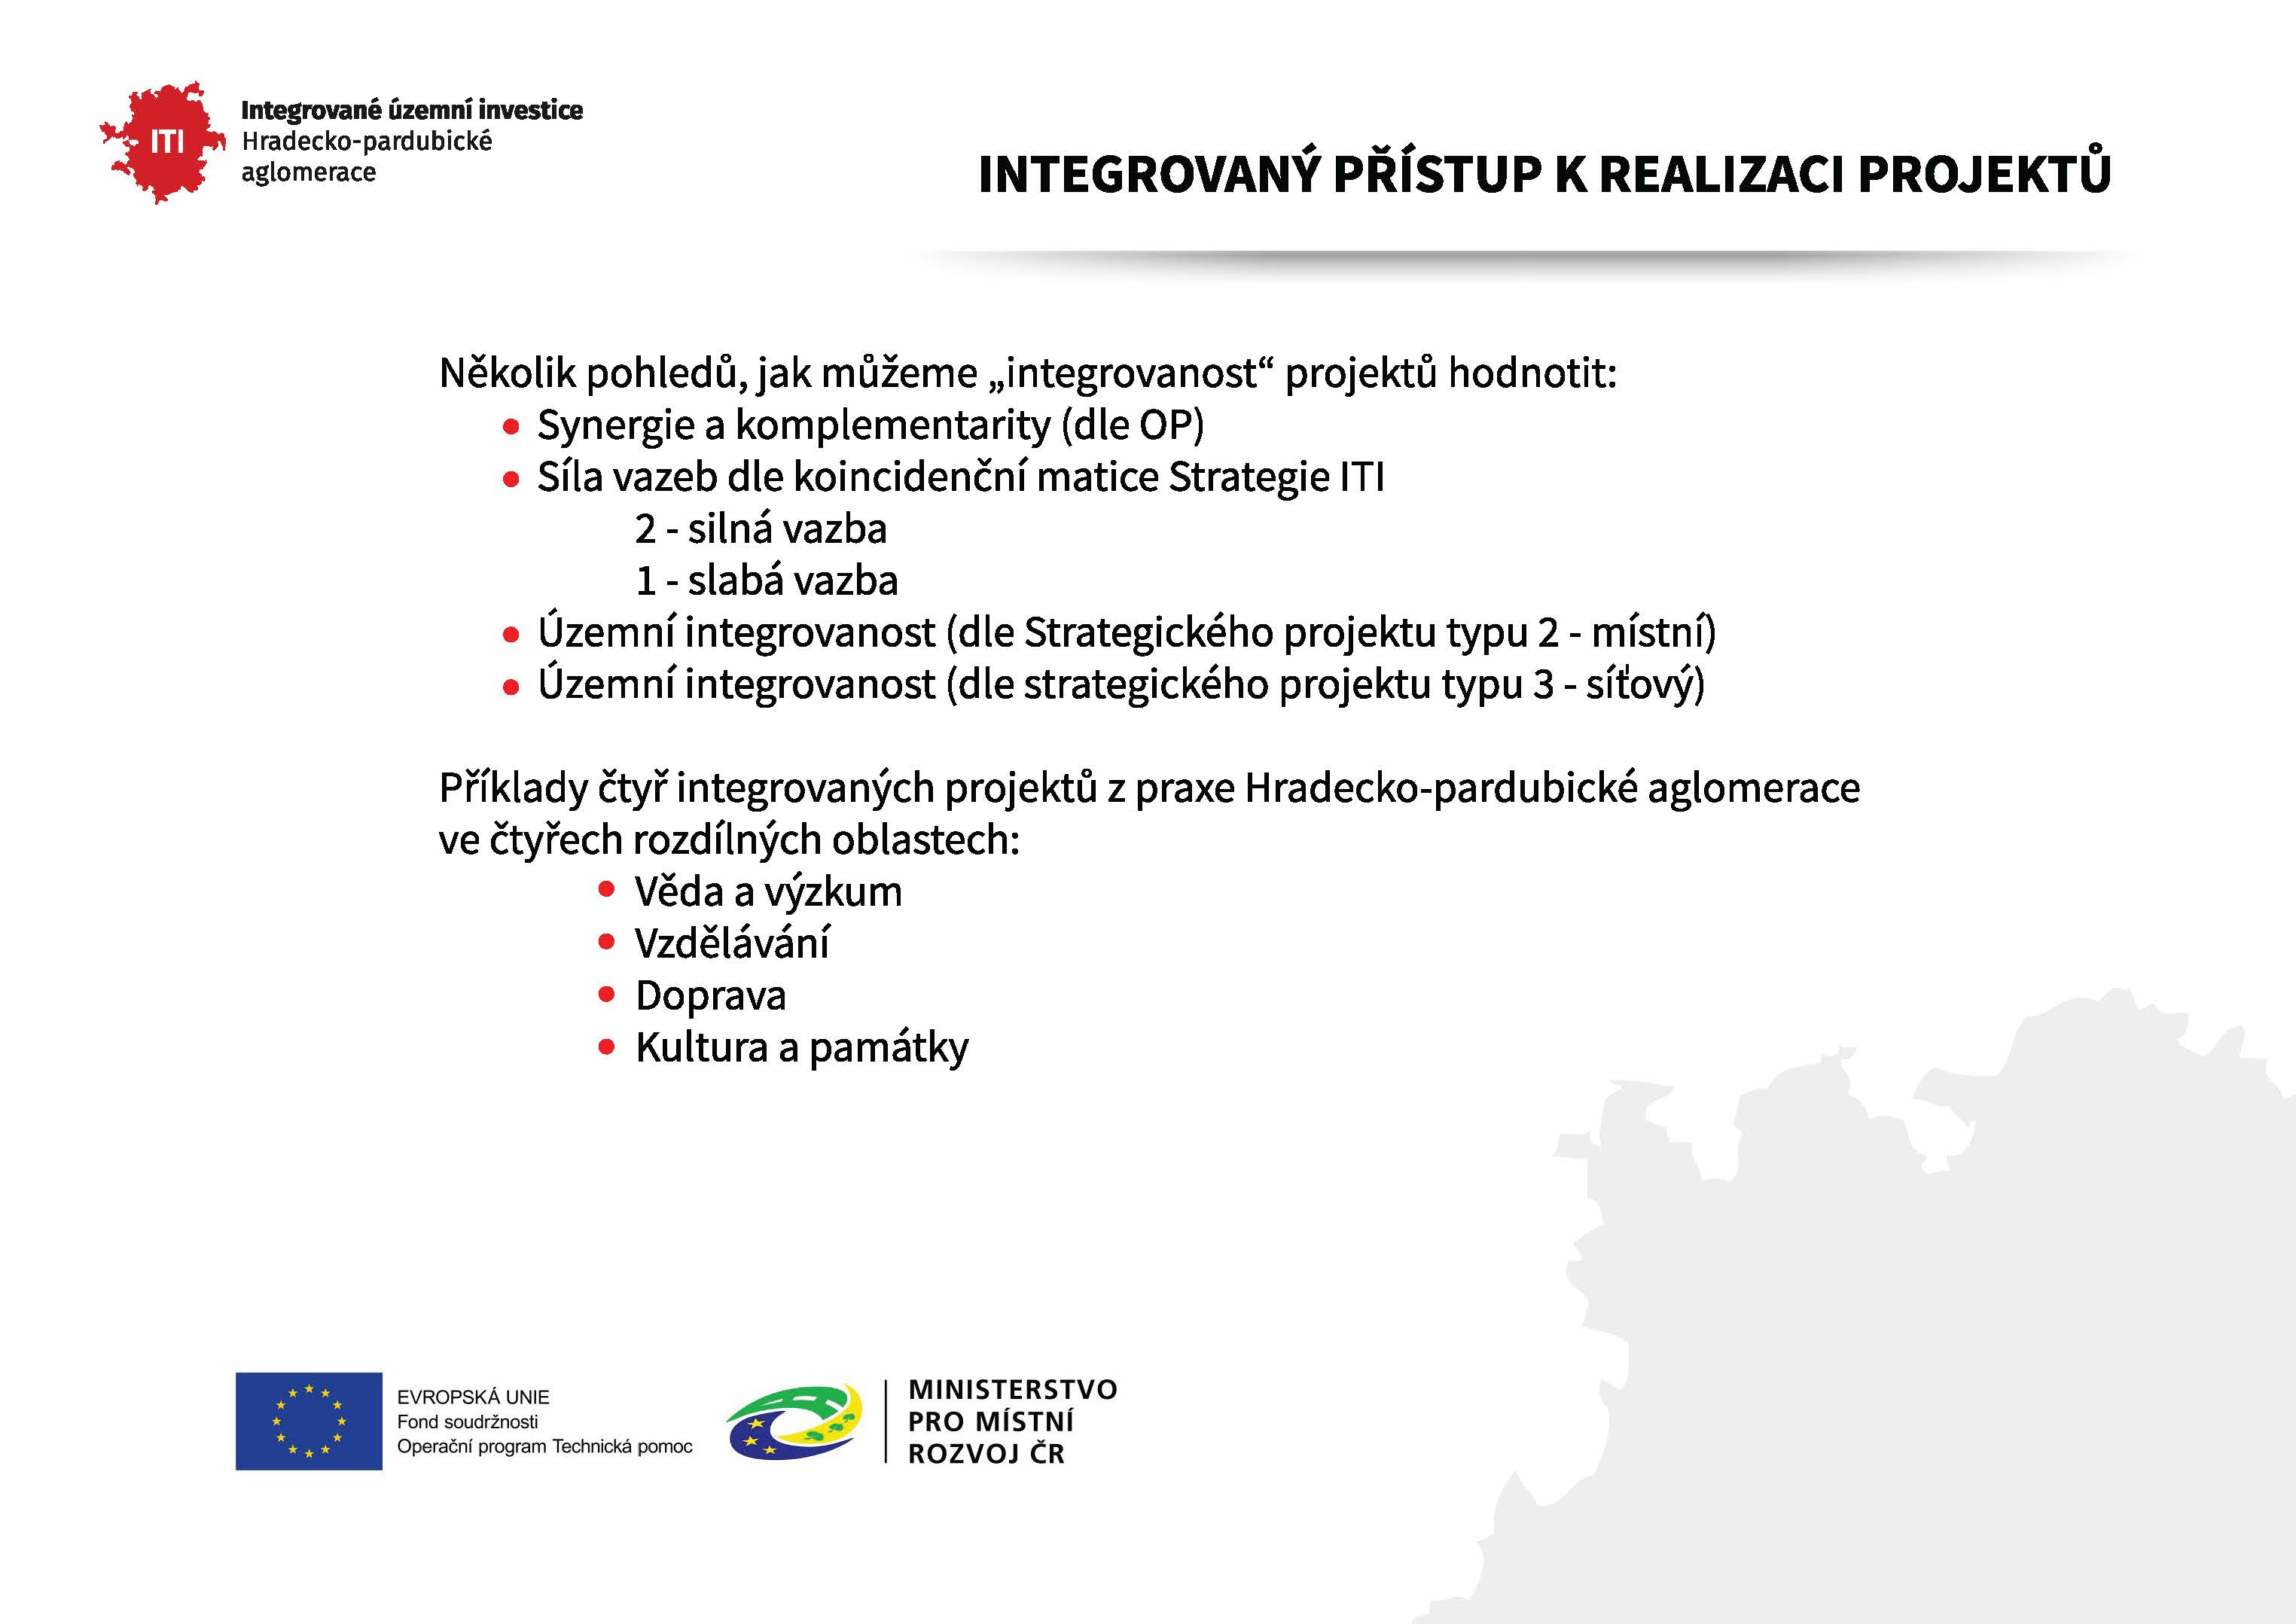 ITI
Integrované územní investice
Hradecko-pardubické
aglomerace
INTEGROVANÝ PŘÍSTUP K REALIZACI PROJEKTŮ
Několik pohledů, jak můžeme „integrovanost“ projektů hodnotit:
• Synergie a komplementarity (dle OP)
• Síla vazeb dle koincidenční matice Strategie ITI
2 - silná vazba
1 - slabá vazba
• Územní integrovanost (dle Strategického projektu typu 2 - místní)
• Územní integrovanost (dle strategického projektu typu 3 - síťový)
Příklady čtyř integrovaných projektů z praxe Hradecko-pardubické aglomerace
ve čtyřech rozdílných oblastech:
• Věda a výzkum
• Vzdělávání
• Doprava
• Kultura a památky
EVROPSKÁ UNIE
Fond soudržnosti
Operační program Technická pomoc
MINISTERSTVO
PRO MÍSTNÍ
ROZVOJ ČR